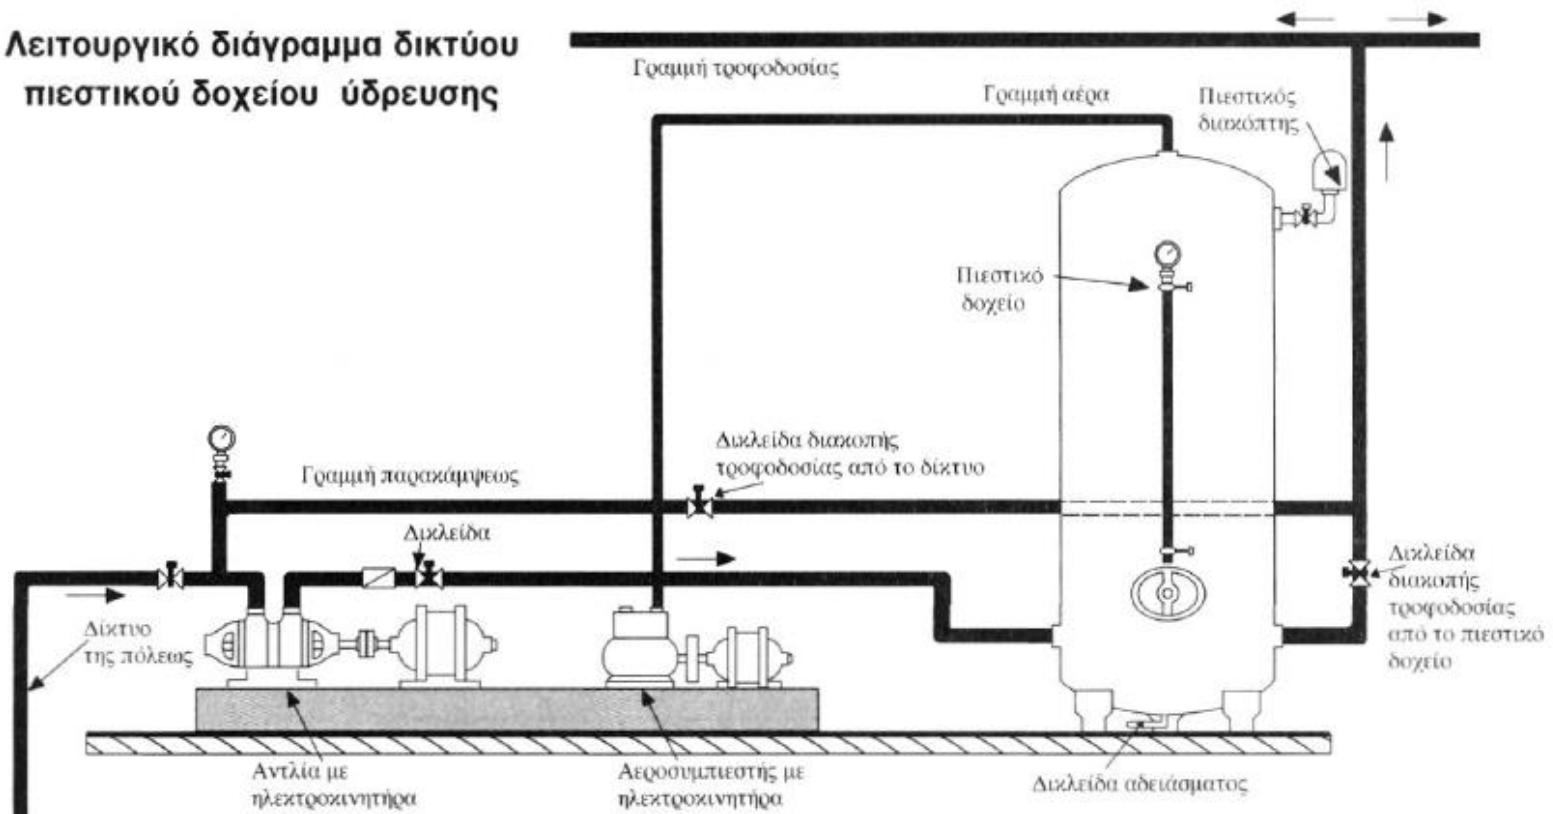 Λειτουργικό διάγραμμα δικτύου
πιεστικού δοχείου ύδρευσης
Γραμμή τροφοδοσίας
Γραμμή αέρα
Πιεστικός
διακόπτης
Πιεστικό
δοχείο
Δικλείδα διακοπής
τροφοδοσίας από το δίκτυο
Γραμμή παρακάμψεως
Δικλείδα
Δικλείδα
διακοπής
τροφοδοσίας
από το πιεστικό
δοχείο
Δίκτυο
της πόλεως
Αντλία με
ηλεκτροκινητήρα
Αεροσυμπιεστής με
ηλεκτροκινητήρα
Δικλείδα αδειάσματος